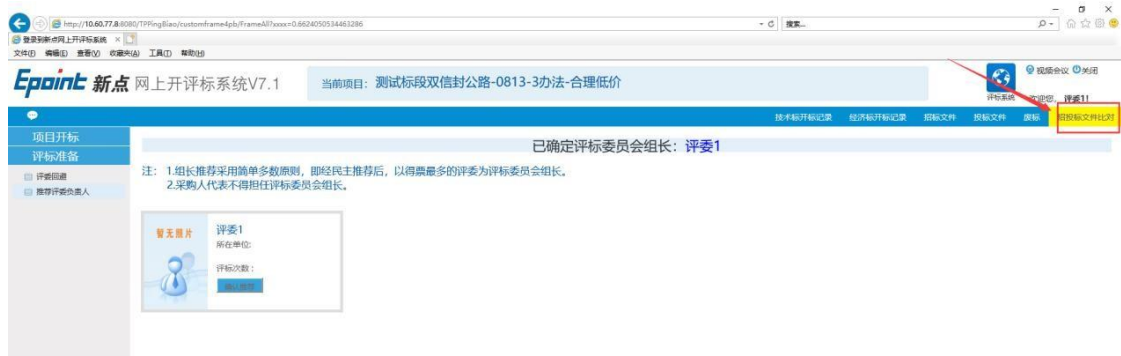 http://10.60.77.8:8080/TPPingBiao/customframe4pb/FrameAll?xxxx=0.6624050534463286
搜索...
登录到新点网上开评标系统 ×
文件(F) 编辑(E) 查看(V) 收藏夹(A) 工具(T) 帮助(H)
Epoint 新点 网上开评标系统V7.1
当前项目：测试标段双信封公路-0813-3办法-合理低价
评标系统
视频会议 关闭
欢迎您, 评委1!
技术标开标记录 经济标开标记录 招标文件 投标文件 废标 招投标文件比对
项目开标
评标准备
评委回避
推荐评委负责人
已确定评标委员会组长：评委1
注： 1.组长推荐采用简单多数原则，即经民主推荐后，以得票最多的评委为评标委员会组长。
2.采购人代表不得担任评标委员会组长。
暂无照片
评委1
所在单位:
评标次数：
确认推荐